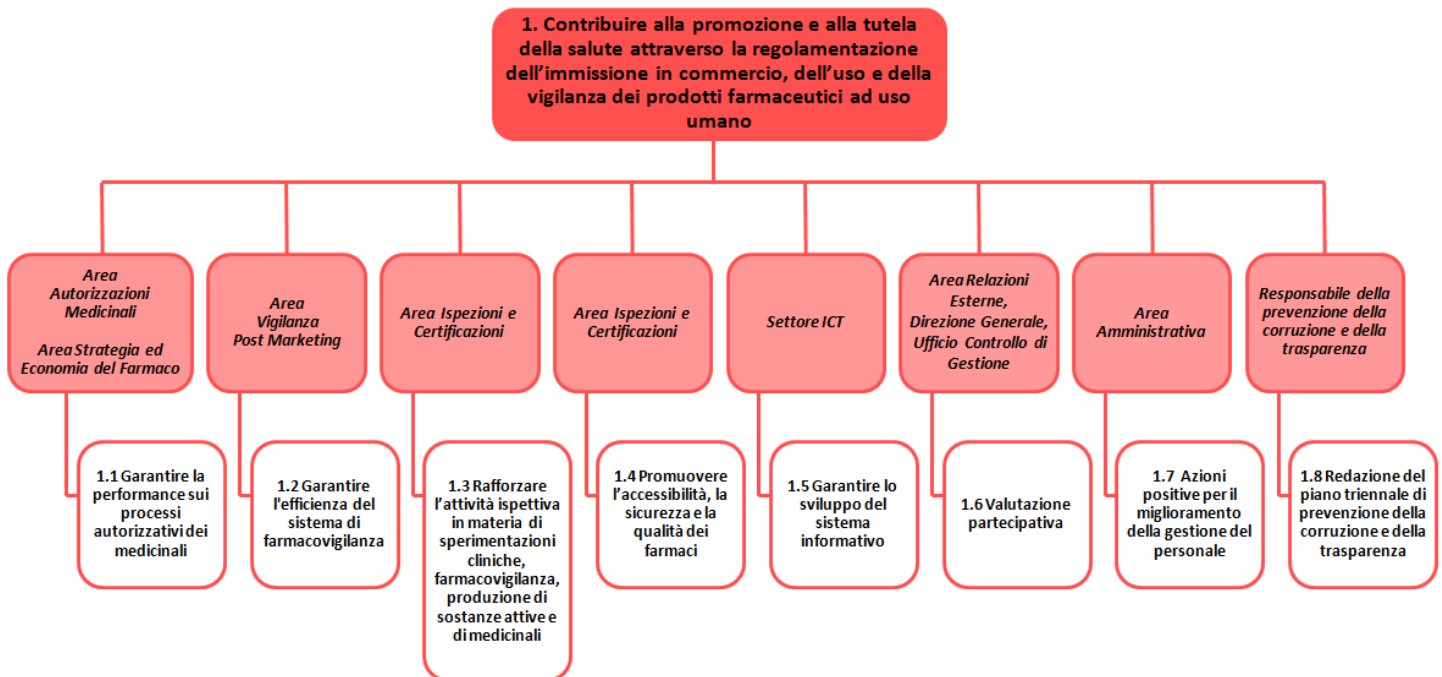 1. Contribuire alla promozione e alla tutela
della salute attraverso la regolamentazione
dell’immissione in commercio, dell’uso e della
vigilanza dei prodotti farmaceutici ad uso
umano
Area
Autorizzazioni
Medicinali
Area Strategia ed
Economia del Farmaco
Area
Vigilanza
Post Marketing
Area Ispezioni e
Certificazioni
Area Ispezioni e
Certificazioni
Settore ICT
Area Relazioni
Esterne,
Direzione Generale,
Ufficio Controllo di
Gestione
Area
Amministrativa
Responsabile della
prevenzione della
corruzione e della
trasparenza
1.1 Garantire la
performance sui
processi
autorizzativi dei
medicinali
1.2 Garantire
l'efficienza del
sistema di
farmacovigilanza
1.3 Rafforzare
l’attività ispettiva
in materia di
sperimentazioni
cliniche,
farmacovigilanza,
produzione di
sostanze attive e
di medicinali
1.4 Promuovere
l’accessibilità, la
sicurezza e la
qualità dei
farmaci
1.5 Garantire lo
sviluppo del
sistema
informativo
1.6 Valutazione
partecipativa
1.7 Azioni
positive per il
miglioramento
della gestione del
personale
1.8 Redazione del
piano triennale di
prevenzione della
corruzione e della
trasparenza